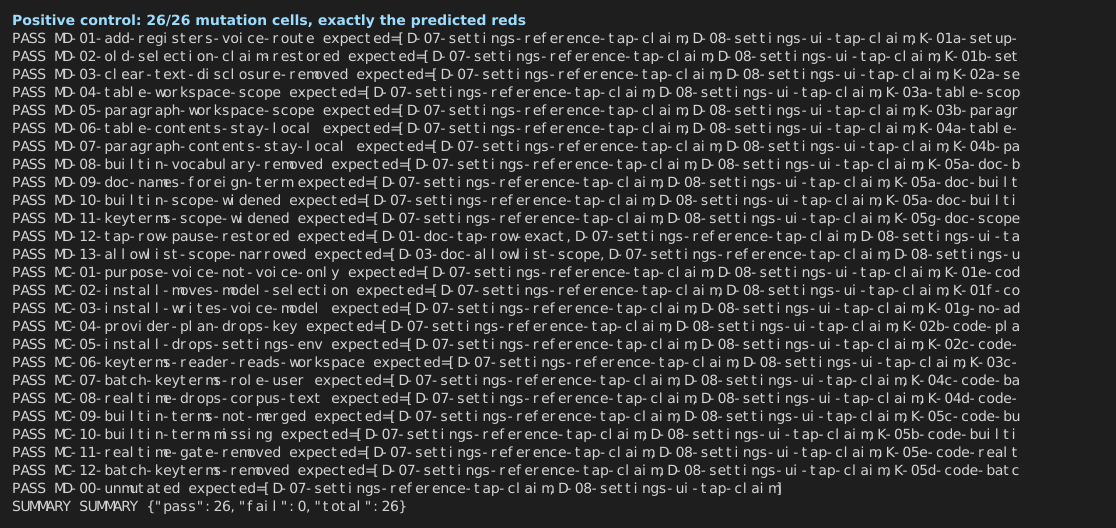 Positive control: 26/26 mutation cells, exactly the predicted reds
PASS MD-01-add-registers-voice-route expected=[D-07-settings-reference-tap-claim,D-08-settings-ui-tap-claim,K-01a-setup-
PASS MD-02-old-selection-claim-restored expected=[D-07-settings-reference-tap-claim,D-08-settings-ui-tap-claim,K-01b-set
PASS MD-03-clear-text-disclosure-removed expected=[D-07-settings-reference-tap-claim,D-08-settings-ui-tap-claim,K-02a-se
PASS MD-04-table-workspace-scope expected=[D-07-settings-reference-tap-claim,D-08-settings-ui-tap-claim,K-03a-table-scop
PASS MD-05-paragraph-workspace-scope expected=[D-07-settings-reference-tap-claim,D-08-settings-ui-tap-claim,K-03b-paragr
PASS MD-06-table-contents-stay-local expected=[D-07-settings-reference-tap-claim,D-08-settings-ui-tap-claim,K-04a-table-
PASS MD-07-paragraph-contents-stay-local expected=[D-07-settings-reference-tap-claim,D-08-settings-ui-tap-claim,K-04b-pa
PASS MD-08-builtin-vocabulary-removed expected=[D-07-settings-reference-tap-claim,D-08-settings-ui-tap-claim,K-05a-doc-b
PASS MD-09-doc-names-foreign-term expected=[D-07-settings-reference-tap-claim,D-08-settings-ui-tap-claim,K-05a-doc-built
PASS MD-10-builtin-scope-widened expected=[D-07-settings-reference-tap-claim,D-08-settings-ui-tap-claim,K-05a-doc-builti
PASS MD-11-keyterms-scope-widened expected=[D-07-settings-reference-tap-claim,D-08-settings-ui-tap-claim,K-05g-doc-scope
PASS MD-12-tap-row-pause-restored expected=[D-01-doc-tap-row-exact,D-07-settings-reference-tap-claim,D-08-settings-ui-ta
PASS MD-13-allowlist-scope-narrowed expected=[D-03-doc-allowlist-scope,D-07-settings-reference-tap-claim,D-08-settings-u
PASS MC-01-purpose-voice-not-voice-only expected=[D-07-settings-reference-tap-claim,D-08-settings-ui-tap-claim,K-01e-cod
PASS MC-02-install-moves-model-selection expected=[D-07-settings-reference-tap-claim,D-08-settings-ui-tap-claim,K-01f-co
PASS MC-03-install-writes-voice-model expected=[D-07-settings-reference-tap-claim,D-08-settings-ui-tap-claim,K-01g-no-ad
PASS MC-04-provider-plan-drops-key expected=[D-07-settings-reference-tap-claim,D-08-settings-ui-tap-claim,K-02b-code-pla
PASS MC-05-install-drops-settings-env expected=[D-07-settings-reference-tap-claim,D-08-settings-ui-tap-claim,K-02c-code-
PASS MC-06-keyterms-reader-reads-workspace expected=[D-07-settings-reference-tap-claim,D-08-settings-ui-tap-claim,K-03c-
PASS MC-07-batch-keyterms-role-user expected=[D-07-settings-reference-tap-claim,D-08-settings-ui-tap-claim,K-04c-code-ba
PASS MC-08-realtime-drops-corpus-text expected=[D-07-settings-reference-tap-claim,D-08-settings-ui-tap-claim,K-04d-code-
PASS MC-09-builtin-terms-not-merged expected=[D-07-settings-reference-tap-claim,D-08-settings-ui-tap-claim,K-05c-code-bu
PASS MC-10-builtin-term-missing expected=[D-07-settings-reference-tap-claim,D-08-settings-ui-tap-claim,K-05b-code-builti
PASS MC-11-realtime-gate-removed expected=[D-07-settings-reference-tap-claim,D-08-settings-ui-tap-claim,K-05e-code-realt
PASS MC-12-batch-keyterms-removed expected=[D-07-settings-reference-tap-claim,D-08-settings-ui-tap-claim,K-05d-code-batc
PASS MD-00-unmutated expected=[D-07-settings-reference-tap-claim,D-08-settings-ui-tap-claim]
SUMMARY SUMMARY {"pass":26,"fail":0,"total":26}